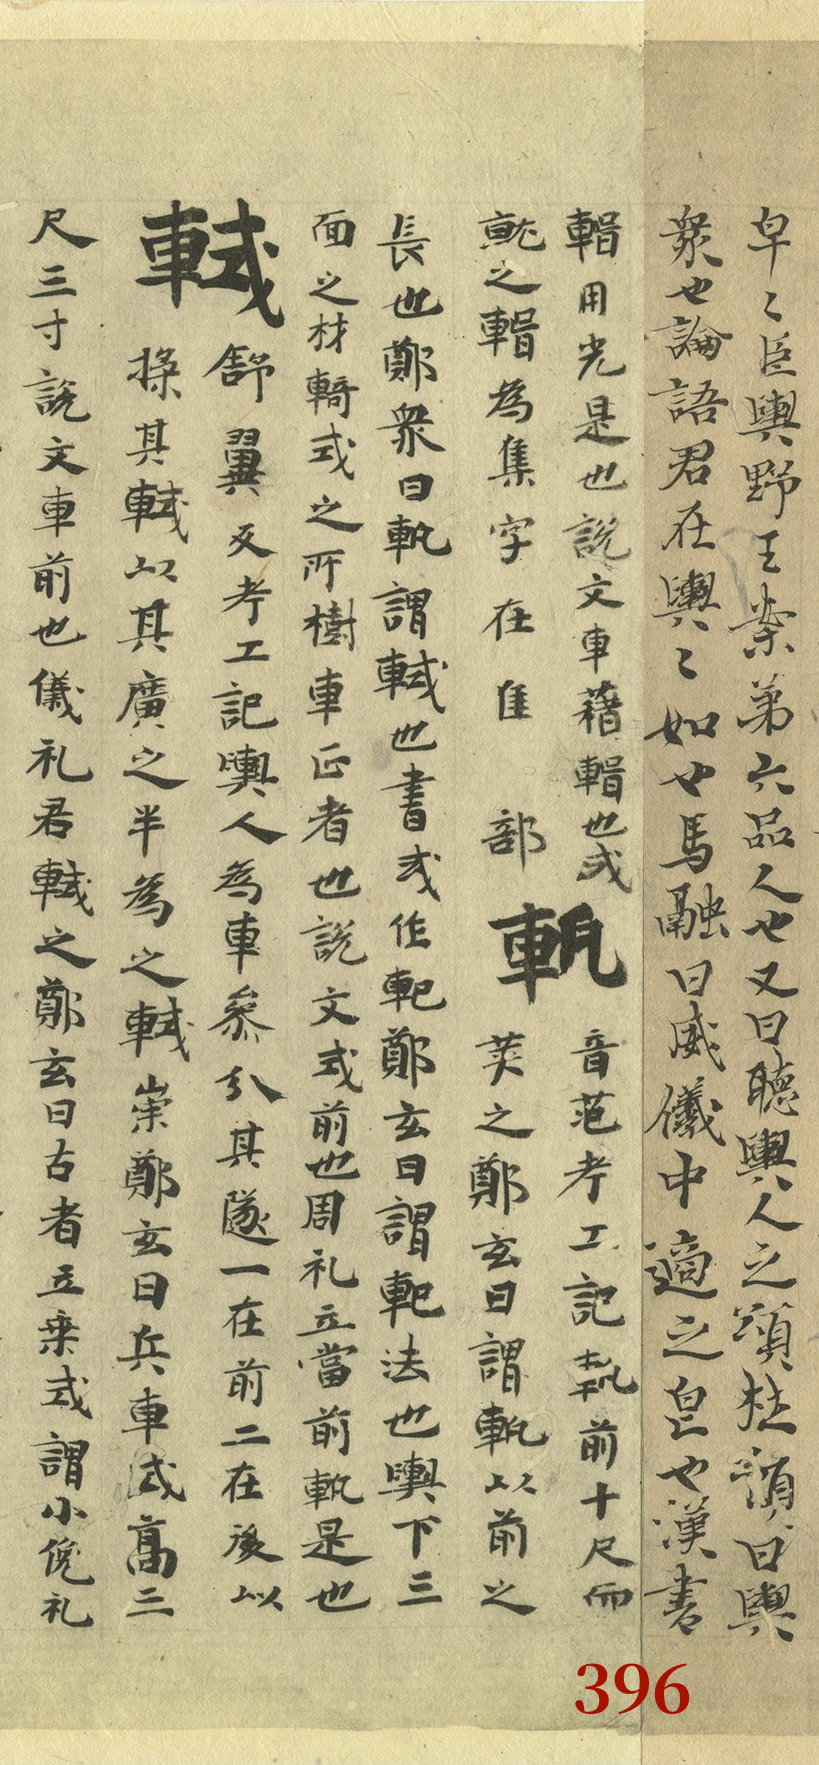 皁〻臣輿野王案苐六品人也又曰聽輿人之頌杜預曰輿
衆也論語君在輿〻如也馬融曰威儀中適之皃也漢書
輯用光是也說文車藉輯也或
軏之輯為集字在隹部
軓音范考工記軓前十尺而
䇿之鄭玄曰謂軓以前之
長也鄭衆曰軓謂軾也書或作軋鄭玄曰謂軋法也輿下三
面之材輢式之所樹車正者也說文式前也周礼立當前軓是也
軾舒翼反考工記輿人為車叅分其隧一在前二在後以
揉其軾以其廣之半為之軾崇鄭玄曰兵車式高三
尺三寸說文車前也儀礼君軾之鄭玄曰古者立乗式謂小俛礼
396